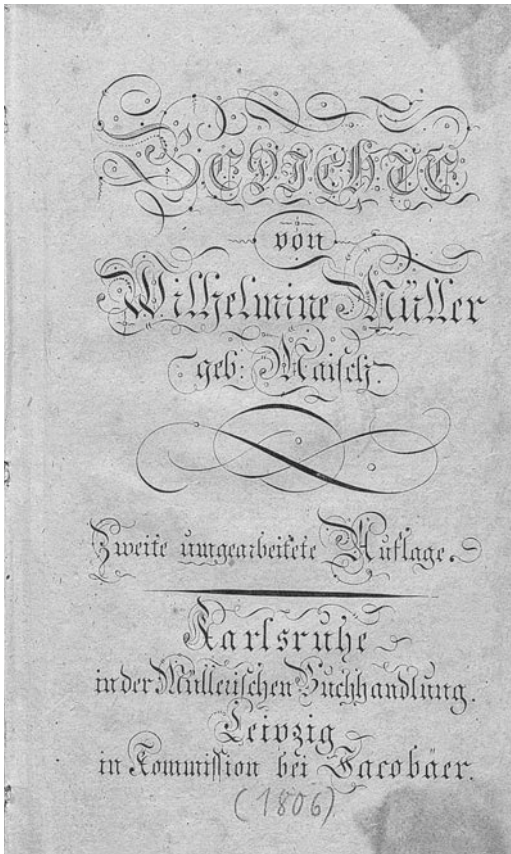 GEDICHTE
von
Wilhelmine Müller
geb: Maisch.
Zweite umgearbeitete Auflage.
Karlsruhe
in der Müllerischen Buchhandlung.
Leipzig
in Kommission bei Jacobäer.
(1806)